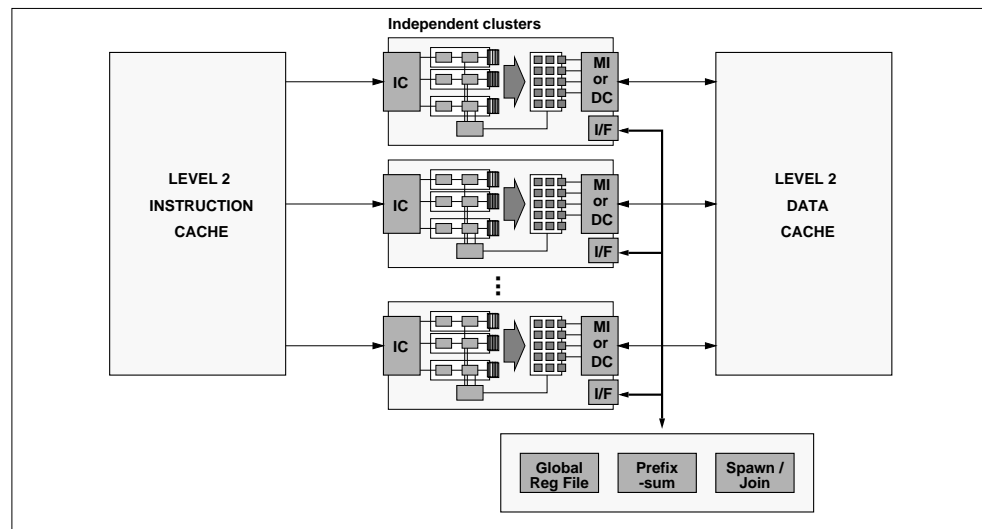 Independent clusters
LEVEL 2
INSTRUCTION
CACHE
IC
MI
or
DC
I/F
IC
MI
or
DC
I/F
IC
MI
or
DC
I/F
LEVEL 2
DATA
CACHE
Global
Reg File
Prefix
-sum
Spawn /
Join